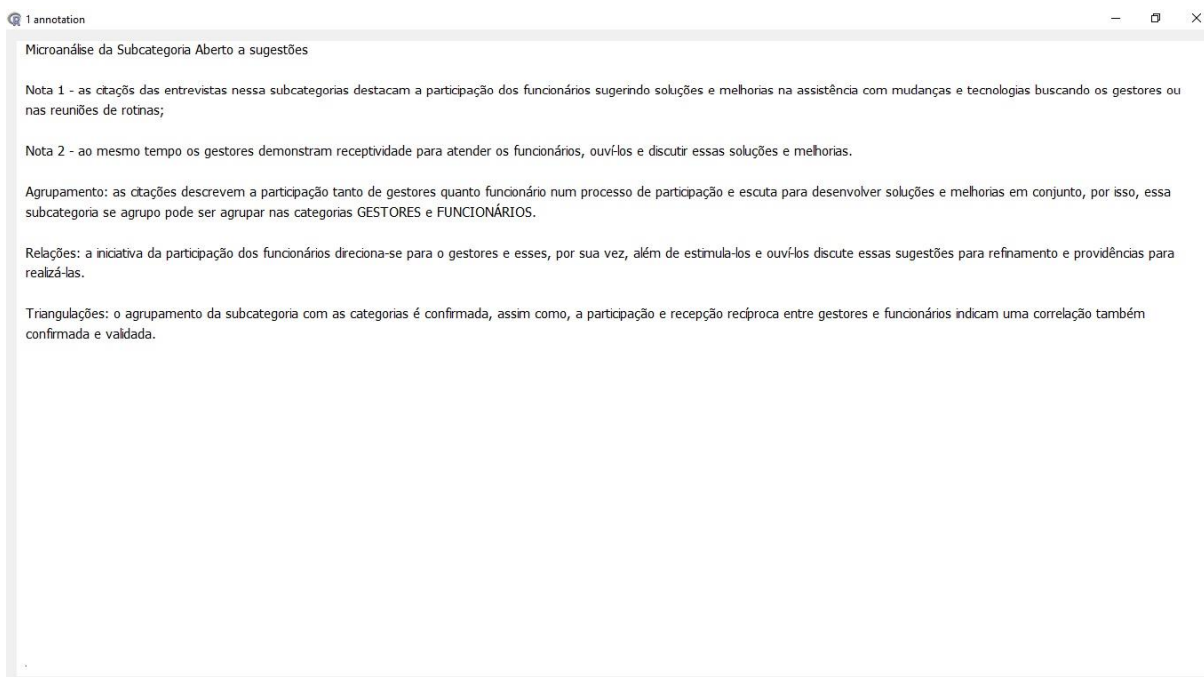 1 annotation
Microanálise da Subcategoria Aberto a sugestões
Nota 1 - as citaçõs das entrevistas nessa subcategorias destacam a participação dos funcionários sugerindo soluções e melhorias na assistência com mudanças e tecnologias buscando os gestores ou
nas reuniões de rotinas;
Nota 2 - ao mesmo tempo os gestores demonstram receptividade para atender os funcionários, ouví-los e discutir essas soluções e melhorias.
Agrupamento: as citações descrevem a participação tanto de gestores quanto funcionário num processo de participação e escuta para desenvolver soluções e melhorias em conjunto, por isso, essa
subcategoria se agrupo pode ser agrupar nas categorias GESTORES e FUNCIONÁRIOS.
Relações: a iniciativa da participação dos funcionários direciona-se para o gestores e esses, por sua vez, além de estimula-los e ouví-los discute essas sugestões para refinamento e providências para
realizá-las.
Triangulações: o agrupamento da subcategoria com as categorias é confirmada, assim como, a participação e recepção recíproca entre gestores e funcionários indicam uma correlação também
confirmada e validada.